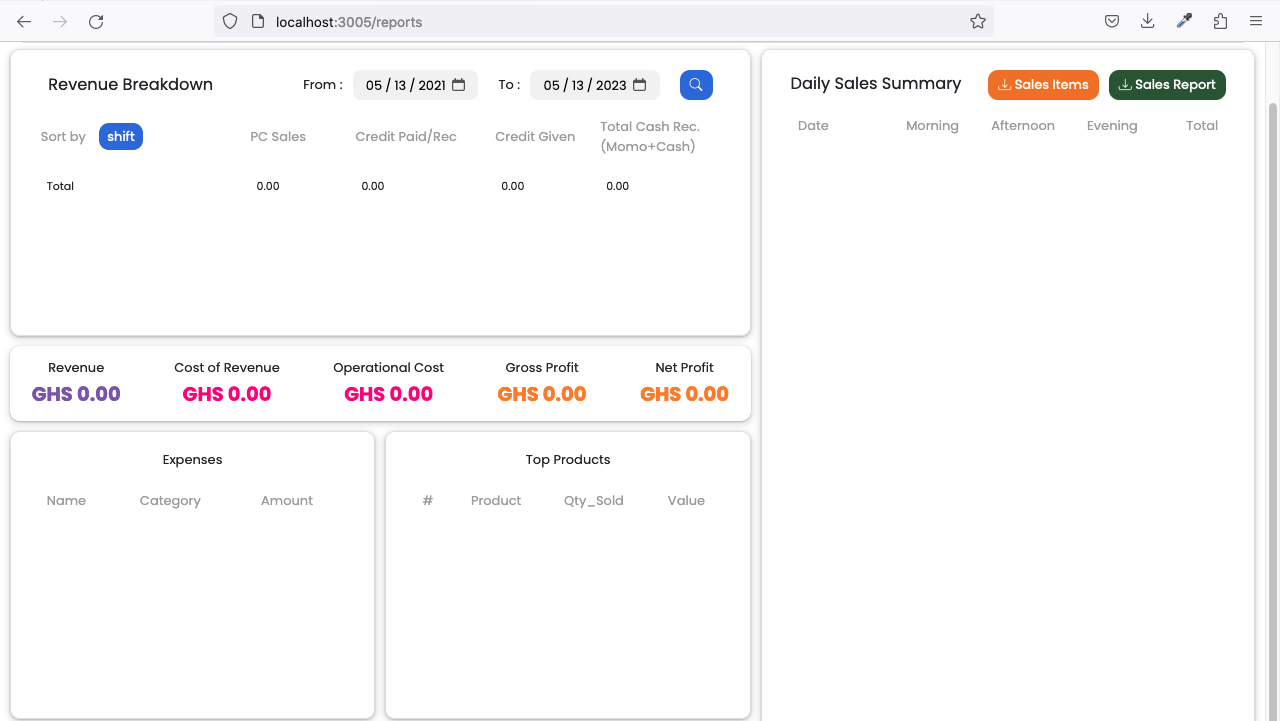 localhost:3005/reports
Revenue Breakdown
From :
05 / 13 / 2021
To :
05 / 13 / 2023
Sort by
shift
PC Sales
Credit Paid/Rec
Credit Given
Total Cash Rec.
(Momo+Cash)
Total
0.00
0.00
0.00
0.00
Daily Sales Summary
Sales Items
Sales Report
Date
Morning
Afternoon
Evening
Total
Revenue
GHS 0.00
Cost of Revenue
GHS 0.00
Operational Cost
GHS 0.00
Gross Profit
GHS 0.00
Net Profit
GHS 0.00
Expenses
Name
Category
Amount
Top Products
#
Product
Qty_Sold
Value